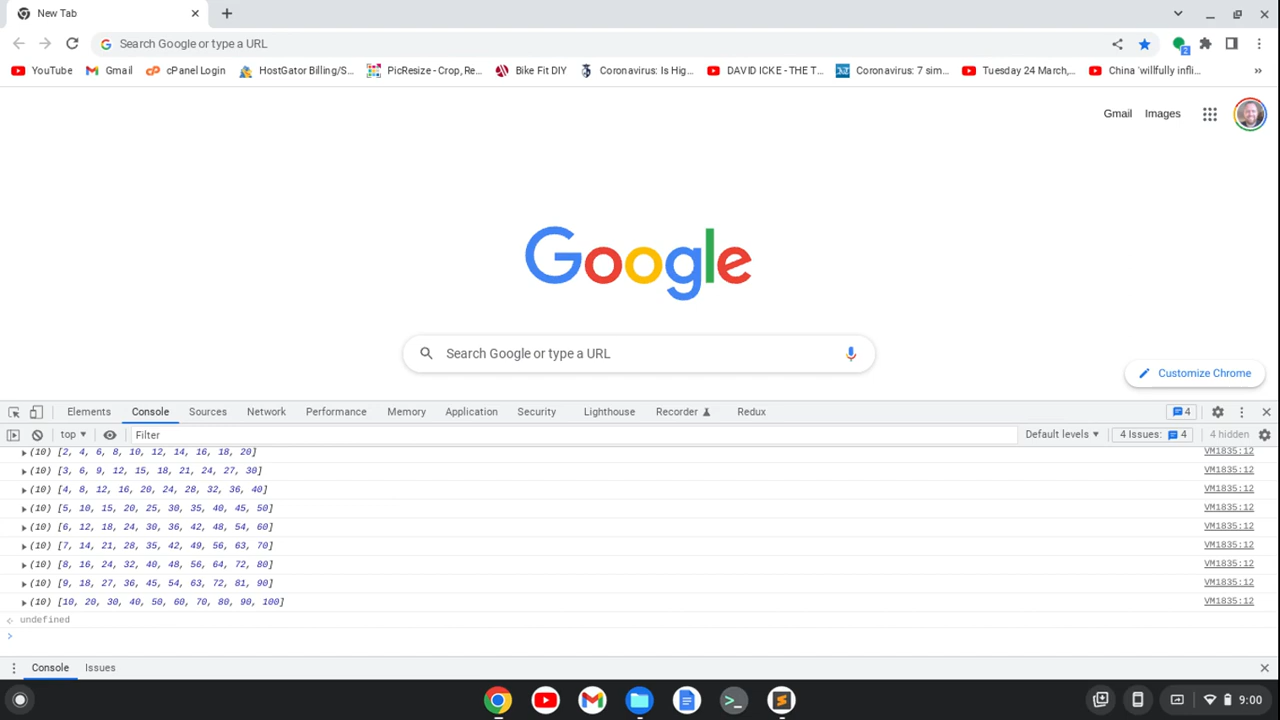 New Tab
Search Google or type a URL
2
YouTube Gmail cPanel Login HostGator Billing/S... PicResize - Crop, Re... Bike Fit DIY Coronavirus: Is Hig... DAVID ICKE - THE T... Coronavirus: 7 sim... Tuesday 24 March,... China 'willfully infli... »
Gmail Images
Google
Search Google or type a URL
Customize Chrome
Elements Console Sources Network Performance Memory Application Security Lighthouse Recorder Redux 4
top Filter Default levels 4 Issues: 4 4 hidden
(10) [2, 4, 6, 8, 10, 12, 14, 16, 18, 20] VM1835:12
(10) [3, 6, 9, 12, 15, 18, 21, 24, 27, 30] VM1835:12
(10) [4, 8, 12, 16, 20, 24, 28, 32, 36, 40] VM1835:12
(10) [5, 10, 15, 20, 25, 30, 35, 40, 45, 50] VM1835:12
(10) [6, 12, 18, 24, 30, 36, 42, 48, 54, 60] VM1835:12
(10) [7, 14, 21, 28, 35, 42, 49, 56, 63, 70] VM1835:12
(10) [8, 16, 24, 32, 40, 48, 56, 64, 72, 80] VM1835:12
(10) [9, 18, 27, 36, 45, 54, 63, 72, 81, 90] VM1835:12
(10) [10, 20, 30, 40, 50, 60, 70, 80, 90, 100] VM1835:12
undefined
>
Console Issues
9:00